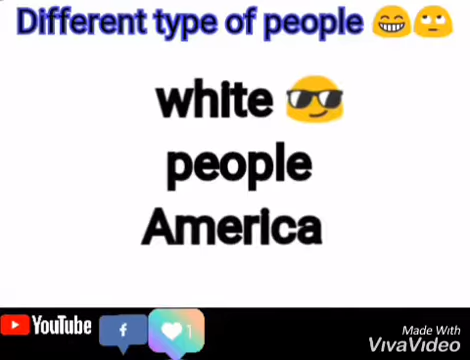 Different type of people 😁🙄
white 😎
people
America
YouTube
1
Made With
VivaVideo